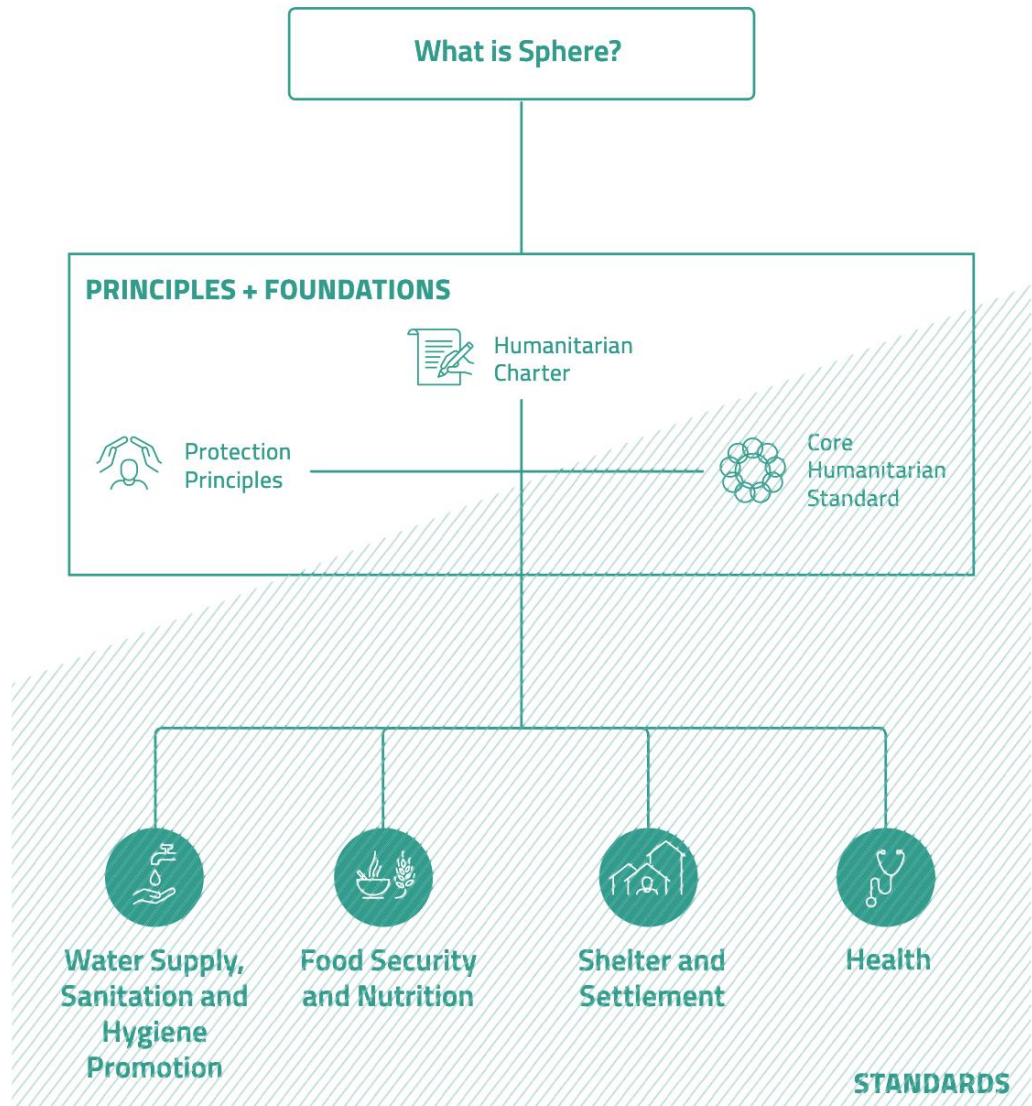 What is Sphere?
PRINCIPLES + FOUNDATIONS
Humanitarian
Charter
Protection
Principles
Core
Humanitarian
Standard
Water Supply,
Sanitation and
Hygiene
Promotion
Food Security
and Nutrition
Shelter and
Settlement
Health
STANDARDS